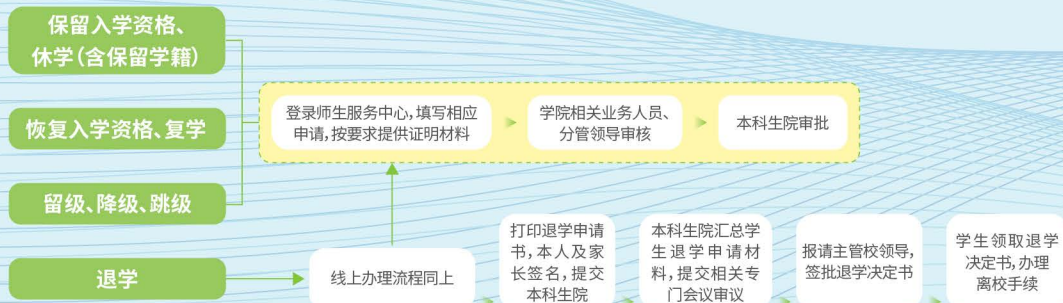 保留入学资格、
休学(含保留学籍)
恢复入学资格、复学
留级、降级、跳级
退学
登录师生服务中心,填写相应
申请,按要求提供证明材料
学院相关业务人员、
分管领导审核
本科生院审批
线上办理流程同上
打印退学申请
书,本人及家
长签名,提交
本科生院
本科生院汇总学
生退学申请材
料,提交相关专
门会议审议
报请主管校领导,
签批退学决定书
学生领取退学
决定书,办理
离校手续